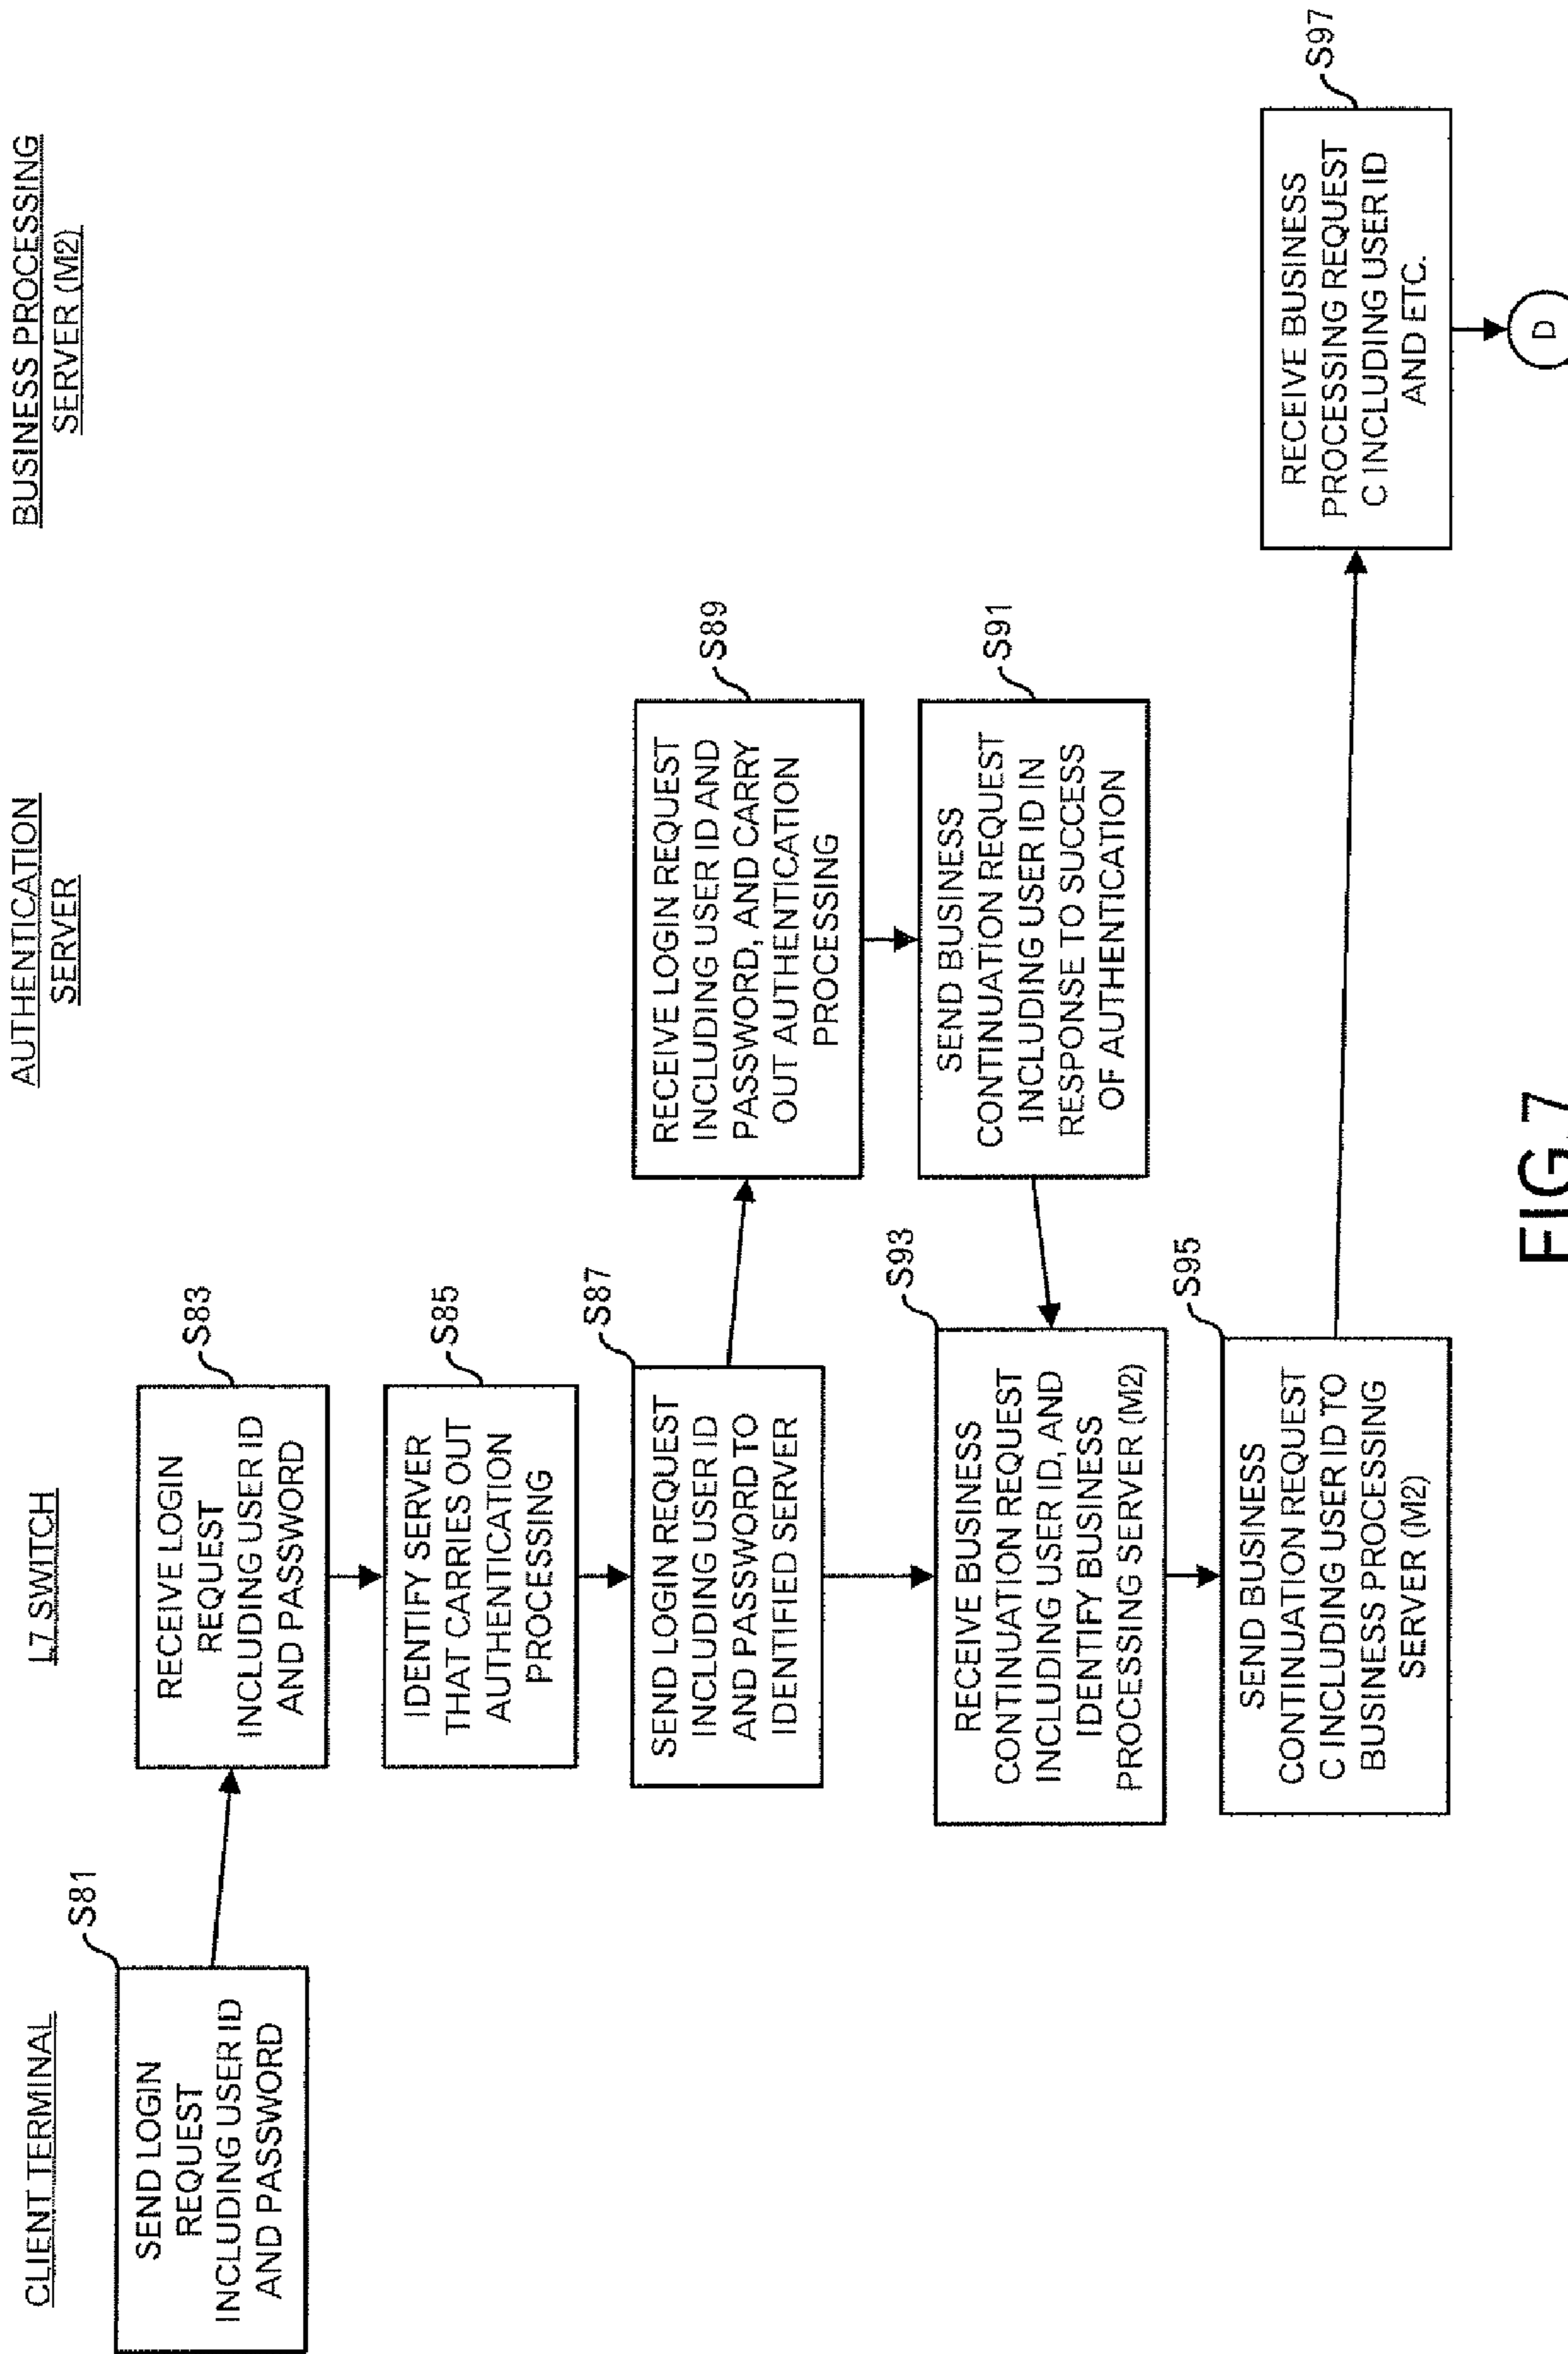 CLIENT TERMINAL
L7 SWITCH
AUTHENTICATION
SERVER
BUSINESS PROCESSING
SERVER (M2)
S81
SEND LOGIN
REQUEST
INCLUDING USER ID
AND PASSWORD
S83
RECEIVE LOGIN
REQUEST
INCLUDING USER ID
AND PASSWORD
S85
IDENTIFY SERVER
THAT CARRIES OUT
AUTHENTICATION
PROCESSING
S87
SEND LOGIN REQUEST
INCLUDING USER ID
AND PASSWORD TO
IDENTIFIED SERVER
S89
RECEIVE LOGIN REQUEST
INCLUDING USER ID AND
PASSWORD, AND CARRY
OUT AUTHENTICATION
PROCESSING
S91
SEND BUSINESS
CONTINUATION REQUEST
INCLUDING USER ID IN
RESPONSE TO SUCCESS
OF AUTHENTICATION
S93
RECEIVE BUSINESS
CONTINUATION REQUEST
INCLUDING USER ID, AND
IDENTIFY BUSINESS
PROCESSING SERVER (M2)
S95
SEND BUSINESS
CONTINUATION REQUEST
C INCLUDING USER ID TO
BUSINESS PROCESSING
SERVER (M2)
S97
RECEIVE BUSINESS
PROCESSING REQUEST
C INCLUDING USER ID
AND ETC.
D
FIG.7